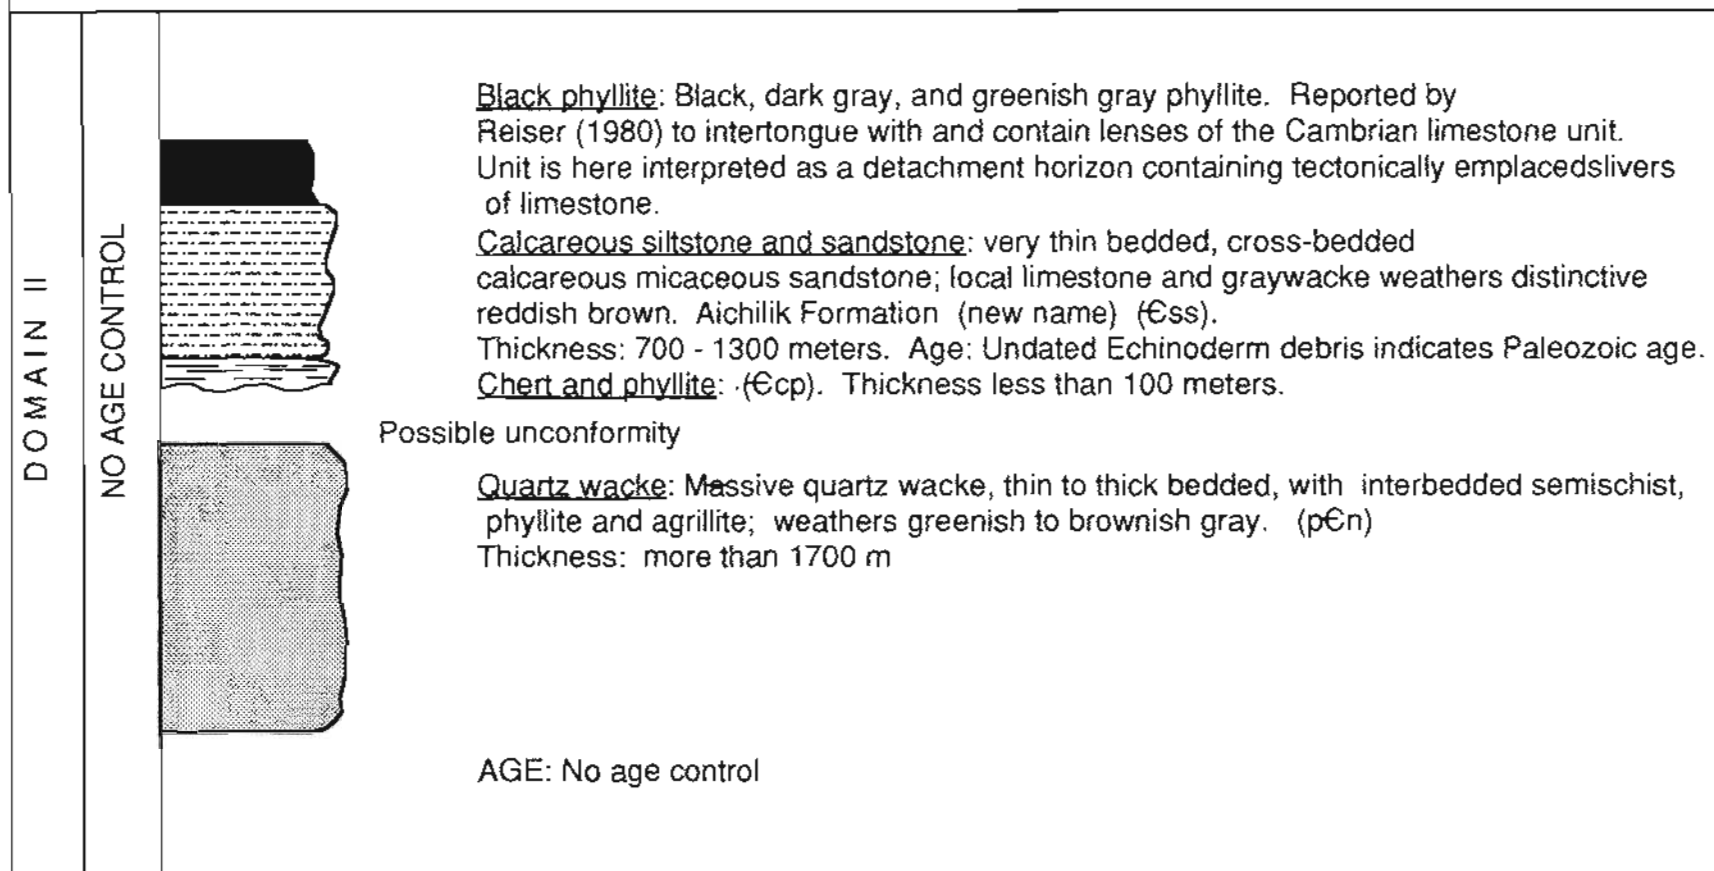 DOMAIN II
NO AGE CONTROL
Black phyllite: Black, dark gray, and greenish gray phyllite. Reported by
Reiser (1980) to intertongue with and contain lenses of the Cambrian limestone unit.
Unit is here interpreted as a detachment horizon containing tectonically emplacedslivers
of limestone.
Calcareous siltstone and sandstone: very thin bedded, cross-bedded
calcareous micaceous sandstone; local limestone and graywacke weathers distinctive
reddish brown. Aichilik Formation (new name) (Єss).
Thickness: 700 - 1300 meters. Age: Undated Echinoderm debris indicates Paleozoic age.
Chert and phyllite: (Єcp). Thickness less than 100 meters.
Possible unconformity
Quartz wacke: Massive quartz wacke, thin to thick bedded, with interbedded semischist,
phyllite and agrillite; weathers greenish to brownish gray. (pЄn)
Thickness: more than 1700 m
AGE: No age control